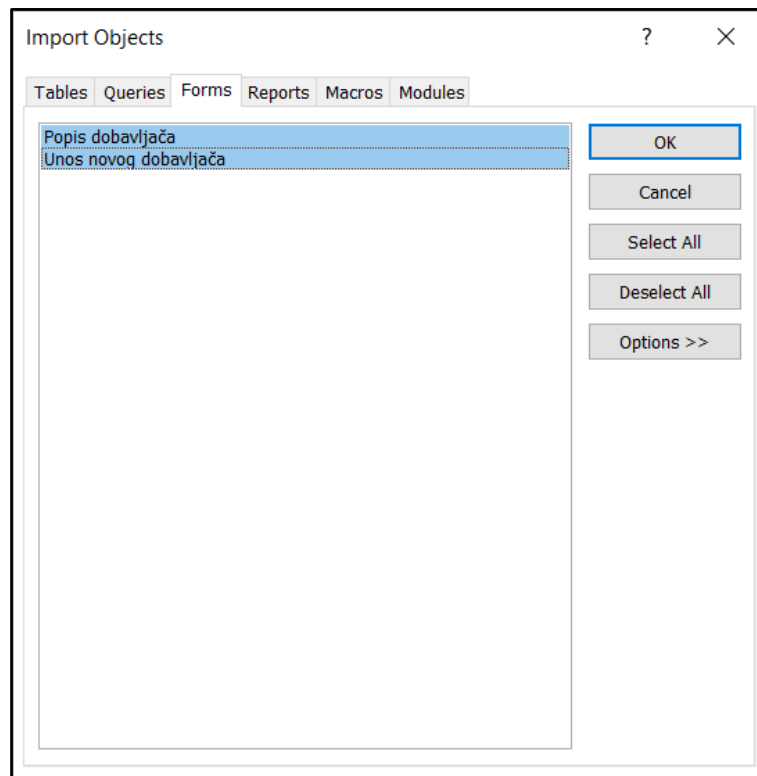 Import Objects
?
Tables Queries Forms Reports Macros Modules
Popis dobavljača
Unos novog dobavljača
OK
Cancel
Select All
Deselect All
Options >>